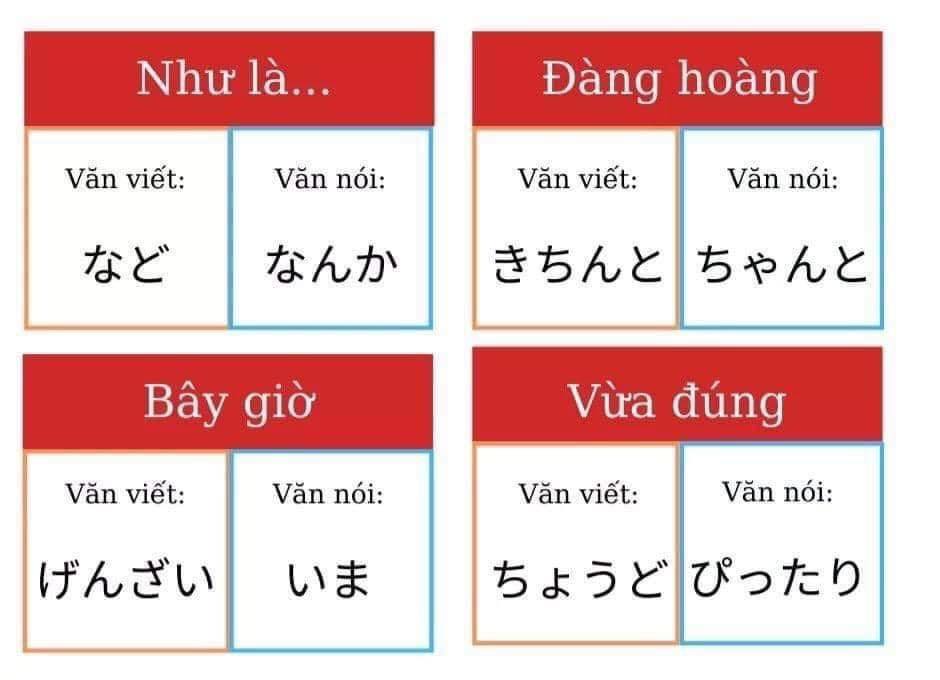 Như là...
Văn viết:
Văn nói:
など
なんか
Đàng hoàng
Văn viết:
Văn nói:
きちんと
ちゃんと
Bây giờ
Văn viết:
Văn nói:
げんざい
いま
Vừa đúng
Văn viết:
Văn nói:
ちょうど
ぴったり